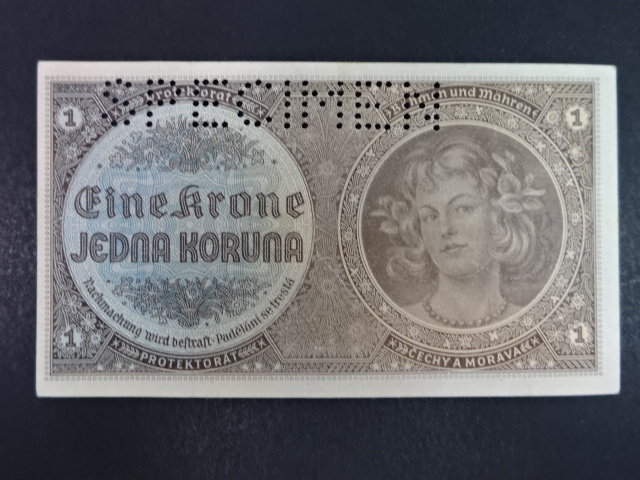 SPECIMEN
Protektorat
Böhmen und Mähren
1
1
Eine Krone
JEDNA KORUNA
Nachmachung wird bestraft · Padělání se trestá
1
1
PROTEKTORÁT
ČECHY A MORAVA